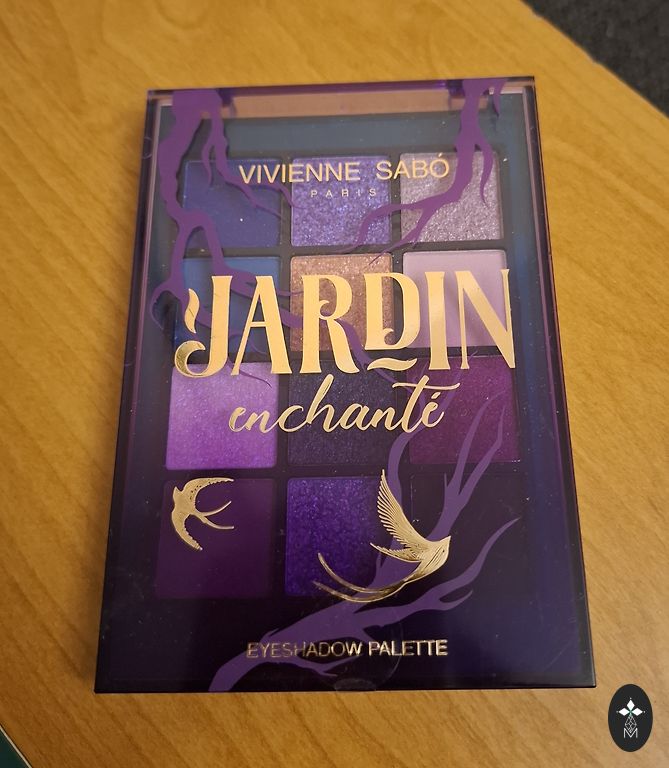 VIVIENNE SABÓ
PARIS
JARDIN
enchanté
EYESHADOW PALETTE